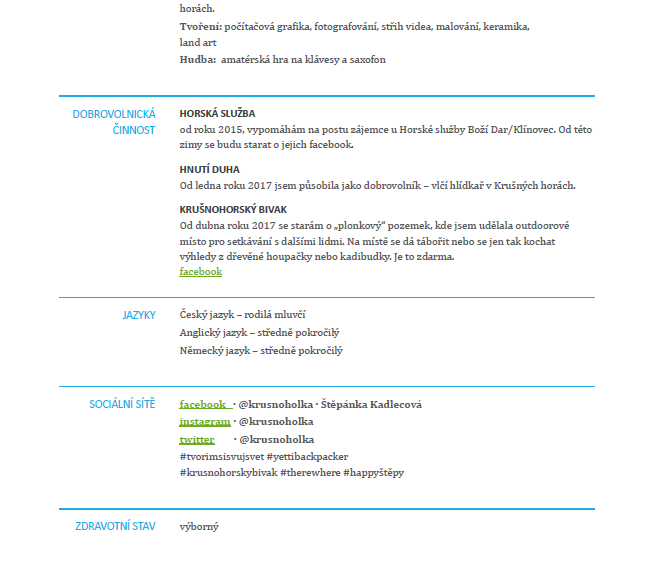 horách.
Tvoření: počítačová grafika, fotografování, střih videa, malování, keramika,
land art
Hudba: amatérská hra na klávesy a saxofon
DOBROVOLNICKÁ
ČINNOST
HORSKÁ SLUŽBA
od roku 2015, vypomáhám na postu zájemce u Horské služby Boží Dar/Klínovec. Od této
zimy se budu starat o jejich facebook.
HNUTÍ DUHA
Od ledna roku 2017 jsem působila jako dobrovolník – vlčí hlídkař v Krušných horách.
KRUŠNOHORSKÝ BIVAK
Od dubna roku 2017 se starám o „plonkový“ pozemek, kde jsem udělala outdoorové
místo pro setkávání s dalšími lidmi. Na místě se dá tábořit nebo se jen tak kochat
výhledy z dřevěné houpačky nebo kadibudky. Je to zdarma.
facebook
JAZYKY
Český jazyk – rodilá mluvčí
Anglický jazyk – středně pokročilý
Německý jazyk – středně pokročilý
SOCIÁLNÍ SÍTĚ
facebook · @krusnoholka · Štěpánka Kadlecová
instagram · @krusnoholka
twitter · @krusnoholka
#tvorimsisvujsvet #yettibackpacker
#krusnohorskybivak #therewhere #happyštěpy
ZDRAVOTNÍ STAV
výborný